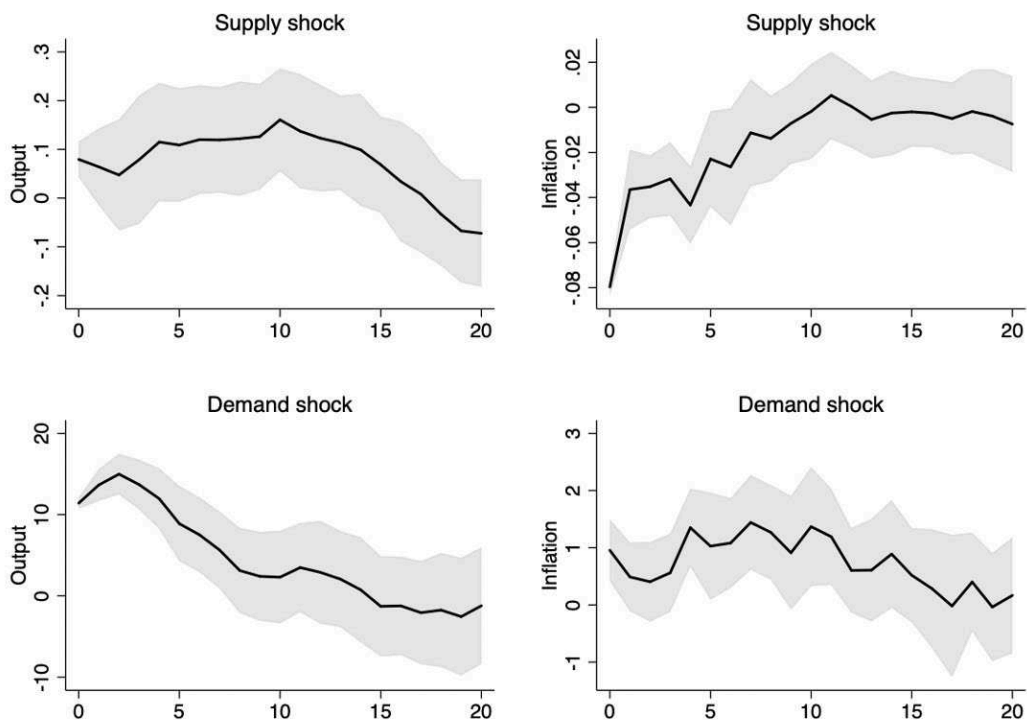 Supply shock
Output
.3
.2
.1
0
-.1
-.2
0 5 10 15 20
Supply shock
Inflation
.02
0
-.02
-.04
-.06
-.08
0 5 10 15 20
Demand shock
Output
20
10
0
-10
0 5 10 15 20
Demand shock
Inflation
3
2
1
0
-1
0 5 10 15 20